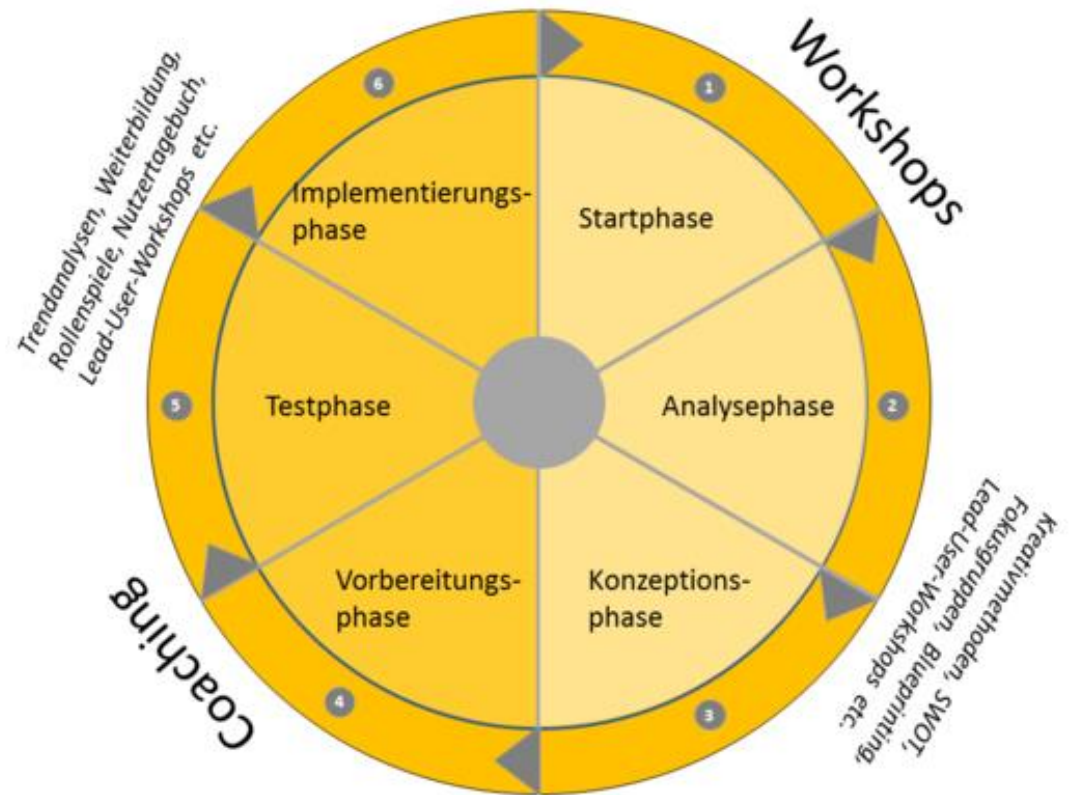 Workshops
1
Startphase
2
Analysephase
Kreativmethoden, SWOT,
Fokusgruppen, Blueprinting,
Lead-User-Workshops etc.
3
Konzeptions-
phase
4
Vorbereitungs-
phase
Coaching
5
Testphase
6
Implementierungs-
phase
Trendanalysen, Weiterbildung,
Rollenspiele, Nutzertagebuch,
Lead-User-Workshops etc.